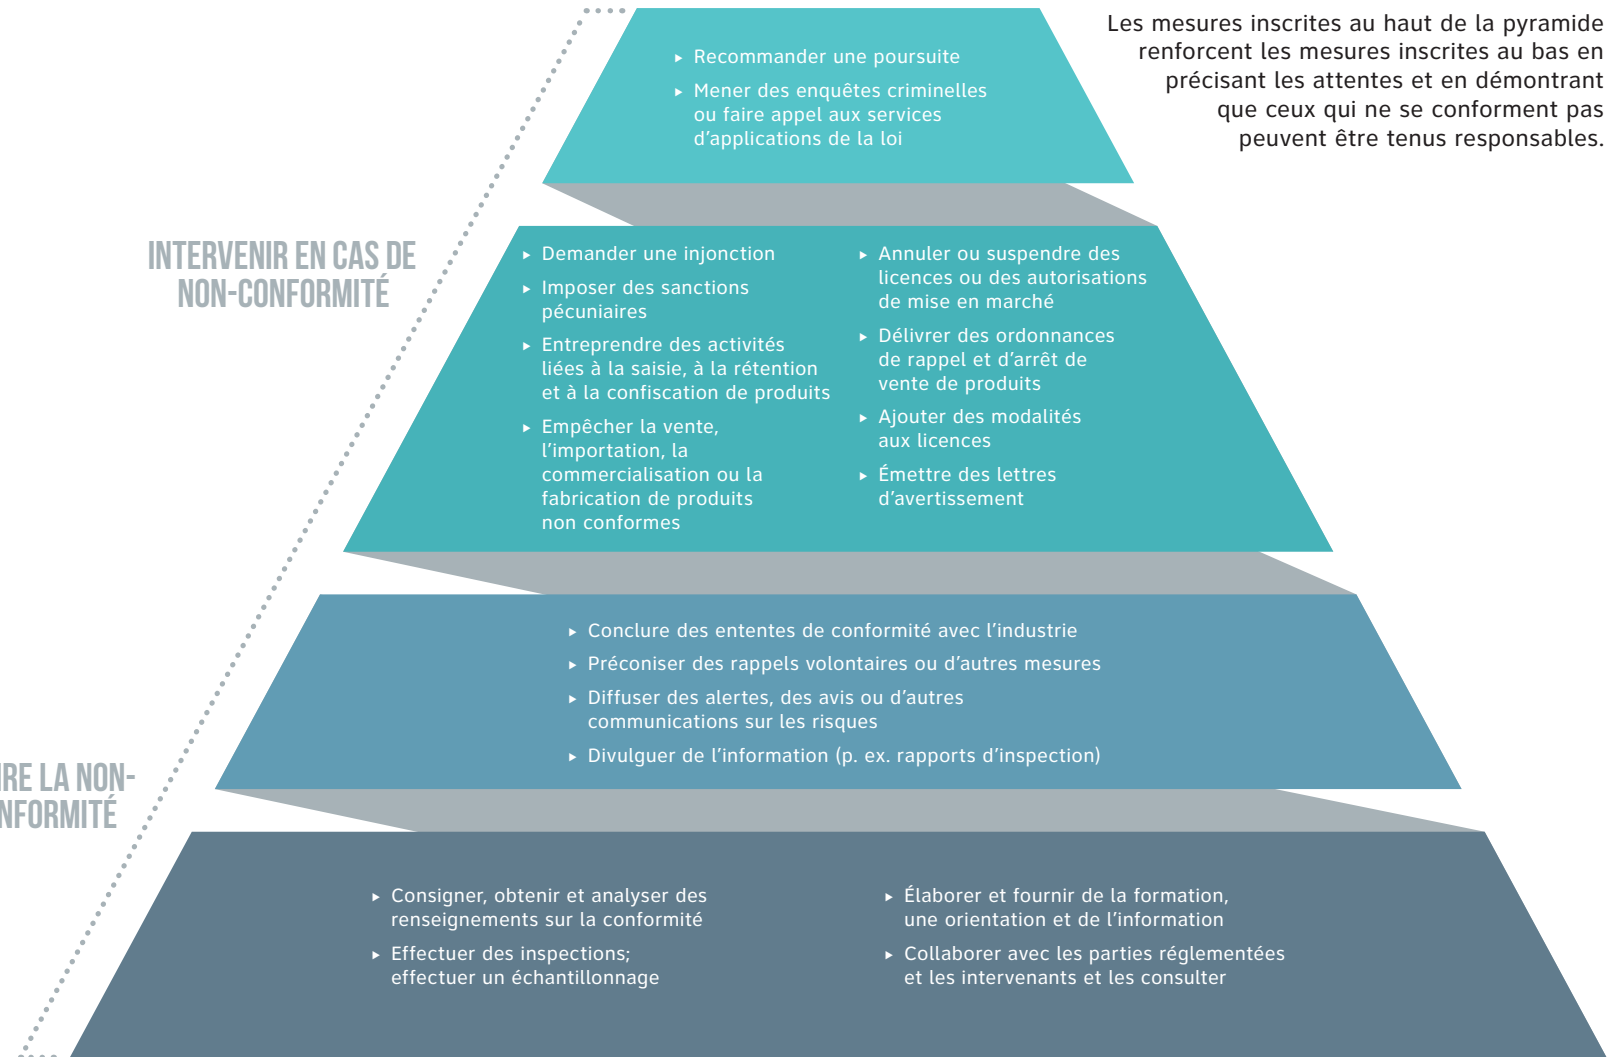 Les mesures inscrites au haut de la pyramide
renforcent les mesures inscrites au bas en
précisant les attentes et en démontrant
que ceux qui ne se conforment pas
peuvent être tenus responsables.
▸ Recommander une poursuite
▸ Mener des enquêtes criminelles
ou faire appel aux services
d'applications de la loi
INTERVENIR EN CAS DE
NON-CONFORMITÉ
▸ Demander une injonction
▸ Imposer des sanctions
pécuniaires
▸ Entreprendre des activités
liées à la saisie, à la rétention
et à la confiscation de produits
▸ Empêcher la vente,
l'importation, la
commercialisation ou la
fabrication de produits
non conformes
▸ Annuler ou suspendre des
licences ou des autorisations
de mise en marché
▸ Délivrer des ordonnances
de rappel et d'arrêt de
vente de produits
▸ Ajouter des modalités
aux licences
▸ Émettre des lettres
d'avertissement
▸ Conclure des ententes de conformité avec l'industrie
▸ Préconiser des rappels volontaires ou d'autres mesures
▸ Diffuser des alertes, des avis ou d'autres
communications sur les risques
▸ Divulguer de l'information (p. ex. rapports d'inspection)
IRE LA NON-
NFORMITÉ
▸ Consigner, obtenir et analyser des
renseignements sur la conformité
▸ Effectuer des inspections;
effectuer un échantillonnage
▸ Élaborer et fournir de la formation,
une orientation et de l'information
▸ Collaborer avec les parties réglementées
et les intervenants et les consulter